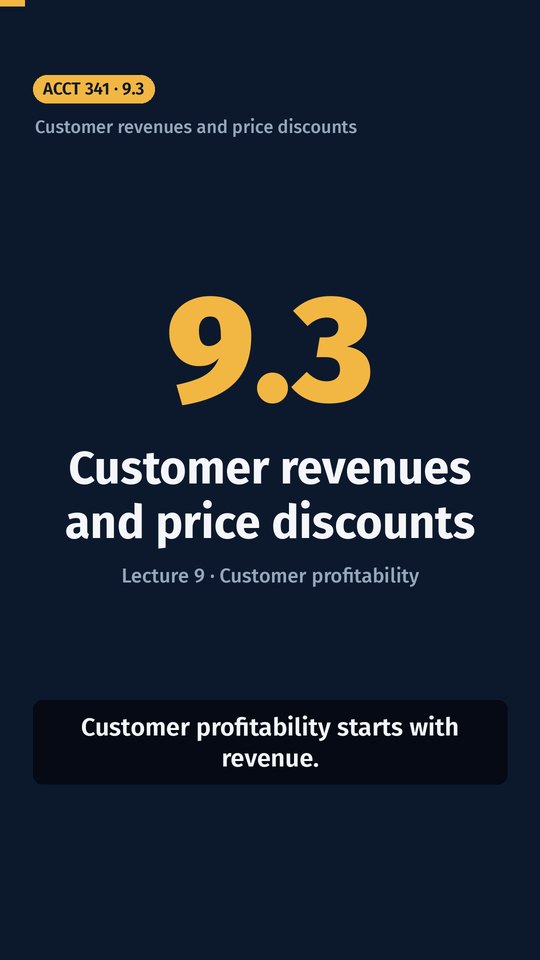 ACCT 341 · 9.3
Customer revenues and price discounts
9.3
Customer revenues
and price discounts
Lecture 9 · Customer profitability
Customer profitability starts with
revenue.